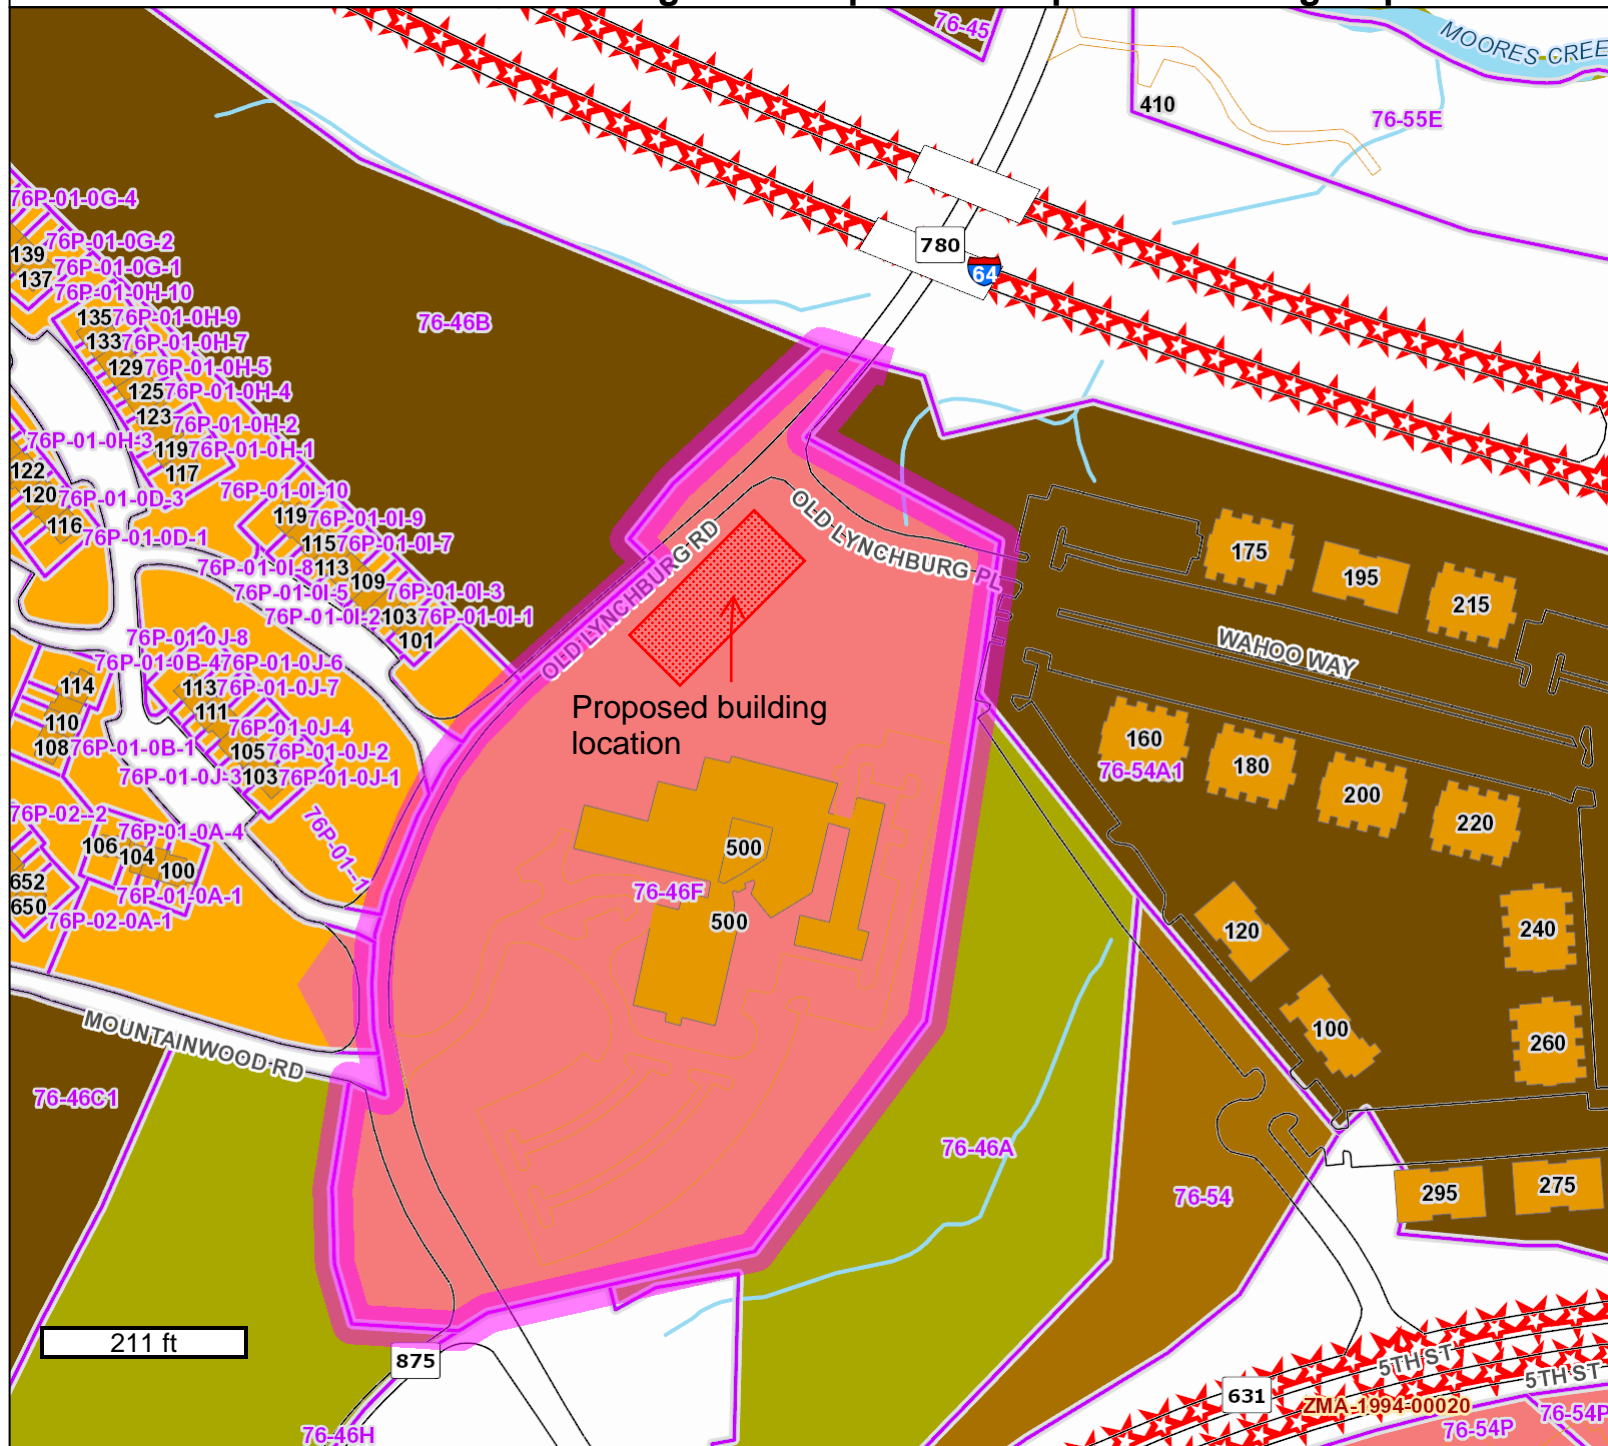 76-45
MOORES CREE
410
76-55E
76P-01-0G-4
76P-01-0G-2
139
76P-01-0G-1
137
76P-01-0H-10
780
64
135
76P-01-0H-9
76-46B
133
76P-01-0H-7
129
76P-01-0H-5
125
76P-01-0H-4
123
76P-01-0H-2
76P-01-0H-3
119
76P-01-0H-1
122
117
120
76P-01-0D-3
76P-01-0I-10
116
119
76P-01-0I-9
76P-01-0D-1
115
76P-01-0I-7
76P-01-0I-8
113
109
76P-01-0I-5
76P-01-0I-3
76P-01-0I-2
103
76P-01-0I-1
101
OLD LYNCHBURG RD
OLD LYNCHBURG PL
175
195
215
WAHOO WAY
76P-01-0J-8
76P-01-0B-4
76P-01-0J-6
114
113
76P-01-0J-7
110
111
76P-01-0J-4
108
76P-01-0B-1
105
76P-01-0J-2
76P-01-0J-3
103
76P-01-0J-1
Proposed building
location
160
76-54A1
180
200
220
76P-02--2
76P-01-0A-4
76P-01--1
106
104
100
652
76P-01-0A-1
650
76P-02-0A-1
500
76-46F
500
120
240
100
260
MOUNTAINWOOD RD
76-46C1
76-46A
76-54
295
275
211 ft
875
76-46H
631
5TH ST
5TH ST
ZMA-1994-00020
76-54P
76-54P